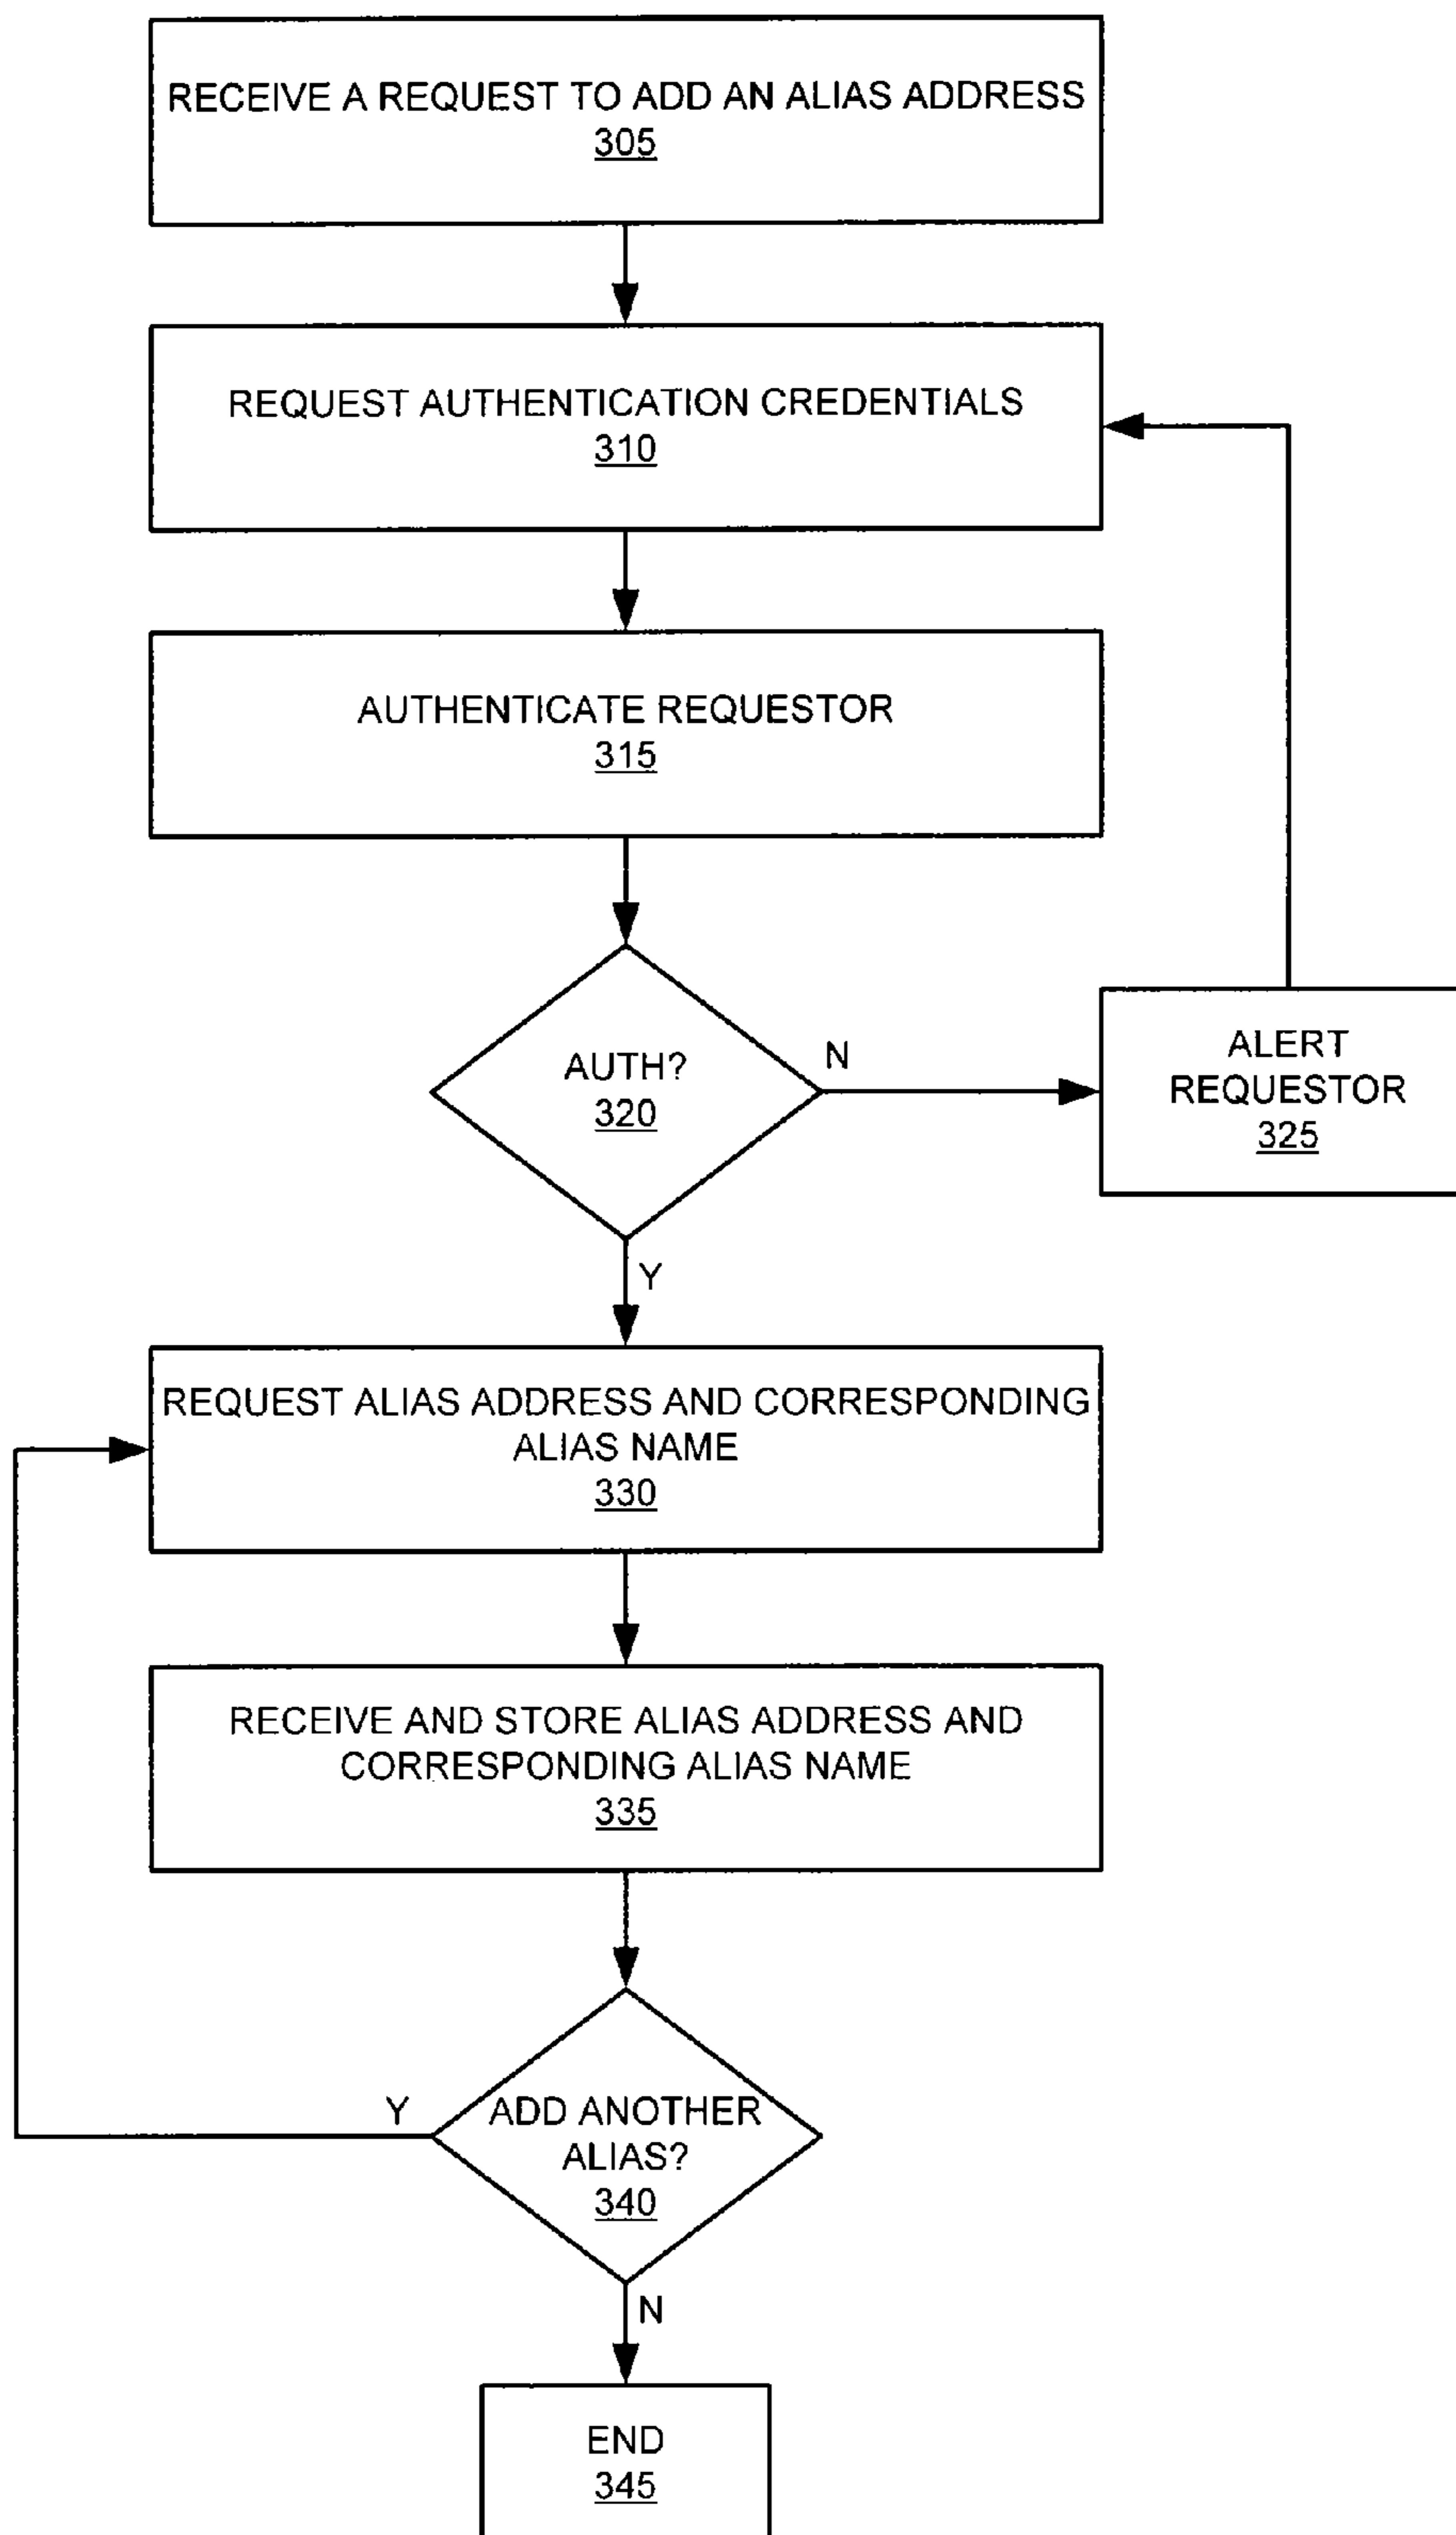 RECEIVE A REQUEST TO ADD AN ALIAS ADDRESS
305
REQUEST AUTHENTICATION CREDENTIALS
310
AUTHENTICATE REQUESTOR
315
AUTH?
320
N
ALERT
REQUESTOR
325
Y
REQUEST ALIAS ADDRESS AND CORRESPONDING
ALIAS NAME
330
RECEIVE AND STORE ALIAS ADDRESS AND
CORRESPONDING ALIAS NAME
335
Y
ADD ANOTHER
ALIAS?
340
N
END
345